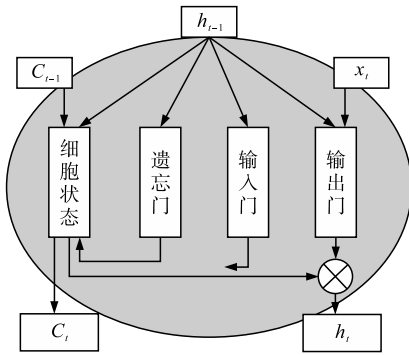 h_{t-1}
C_{t-1}
x_t
细胞状态
遗忘门
输入门
输出门
C_t
h_t